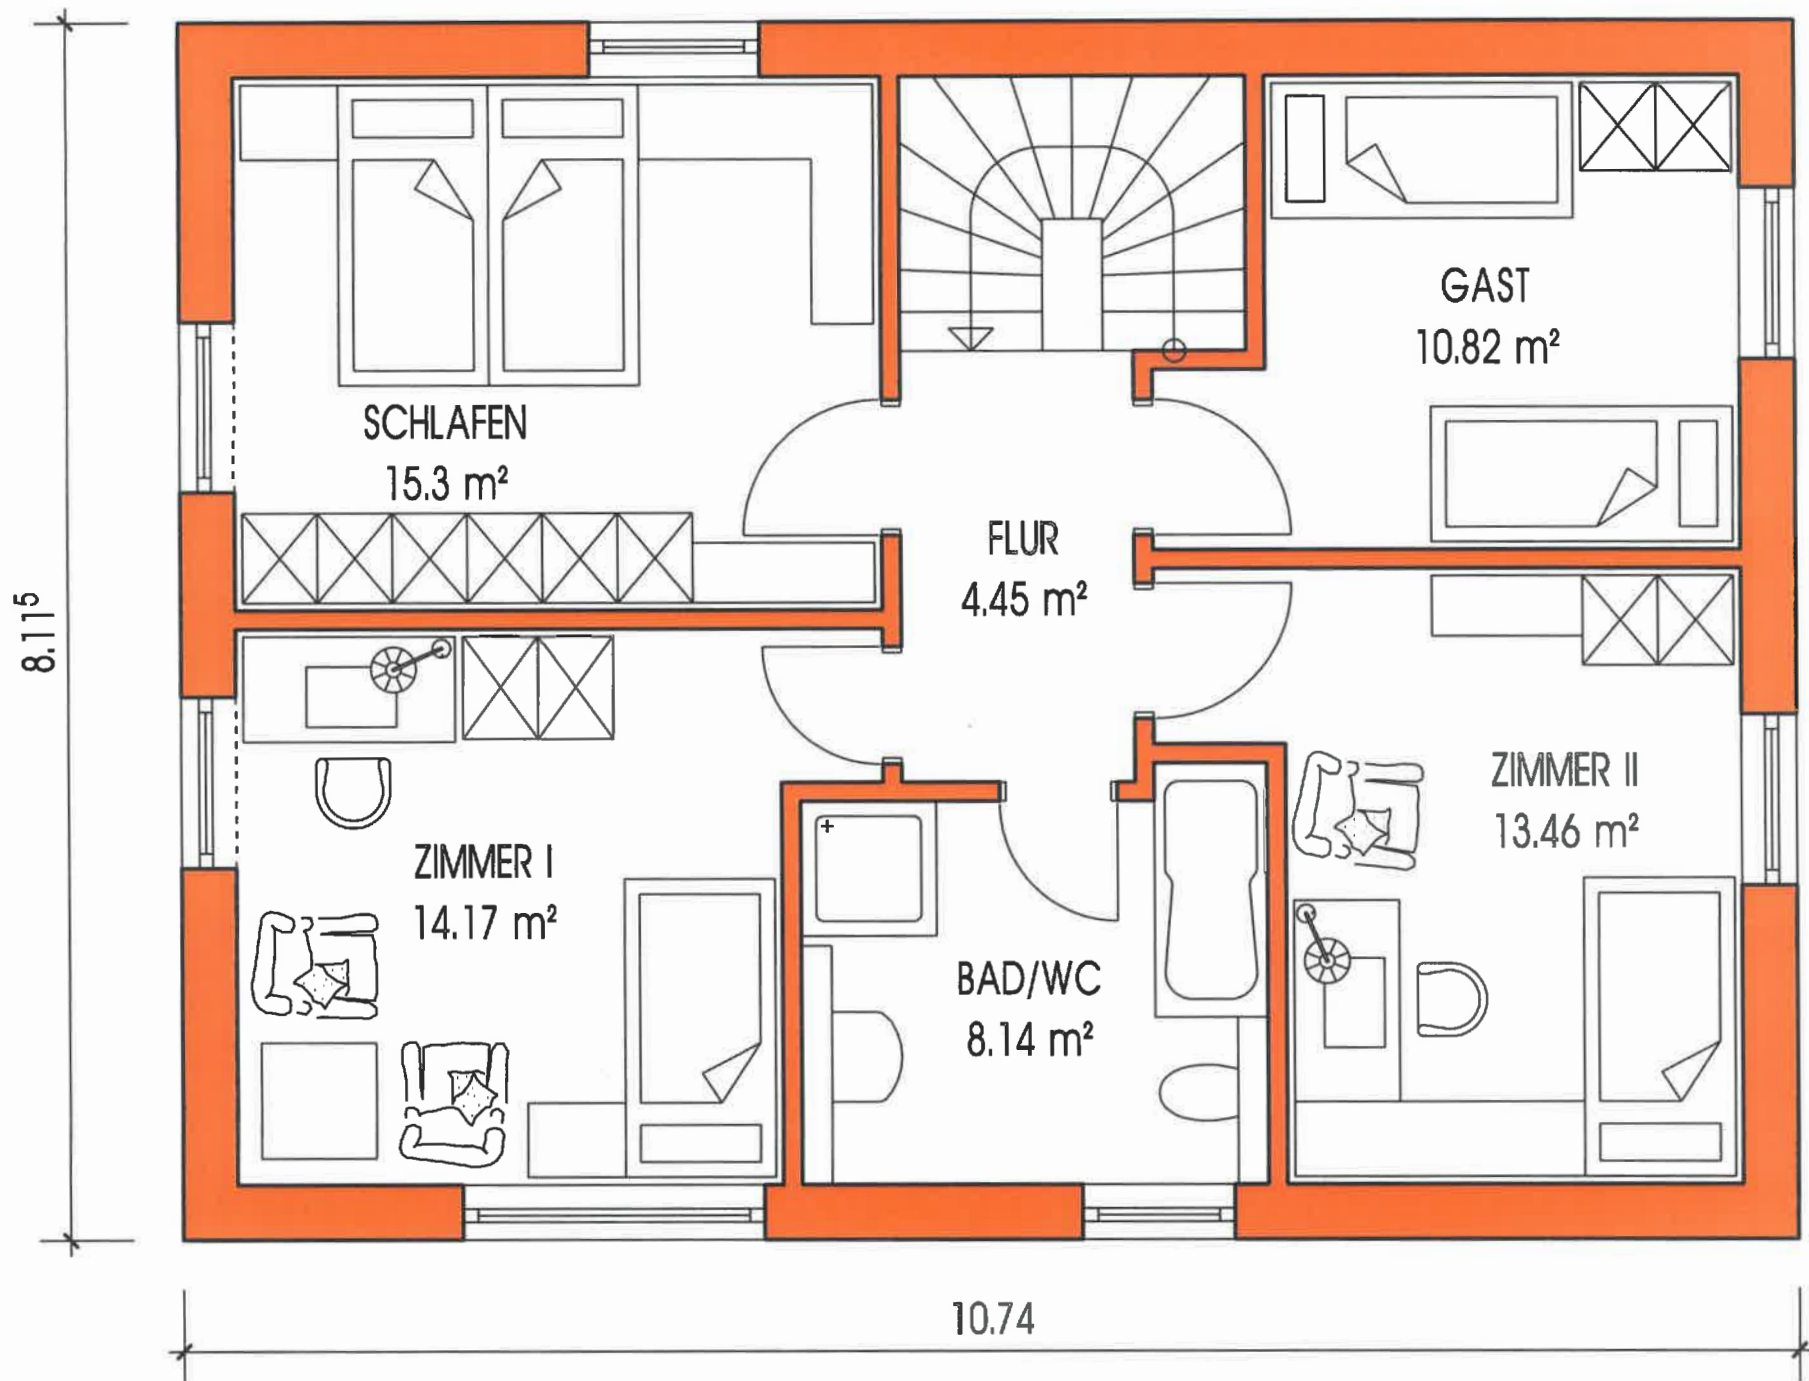 GAST
10.82 m²
SCHLAFEN
15.3 m²
FLUR
4.45 m²
8.11⁵
ZIMMER II
13.46 m²
ZIMMER I
14.17 m²
BAD/WC
8.14 m²
10.74